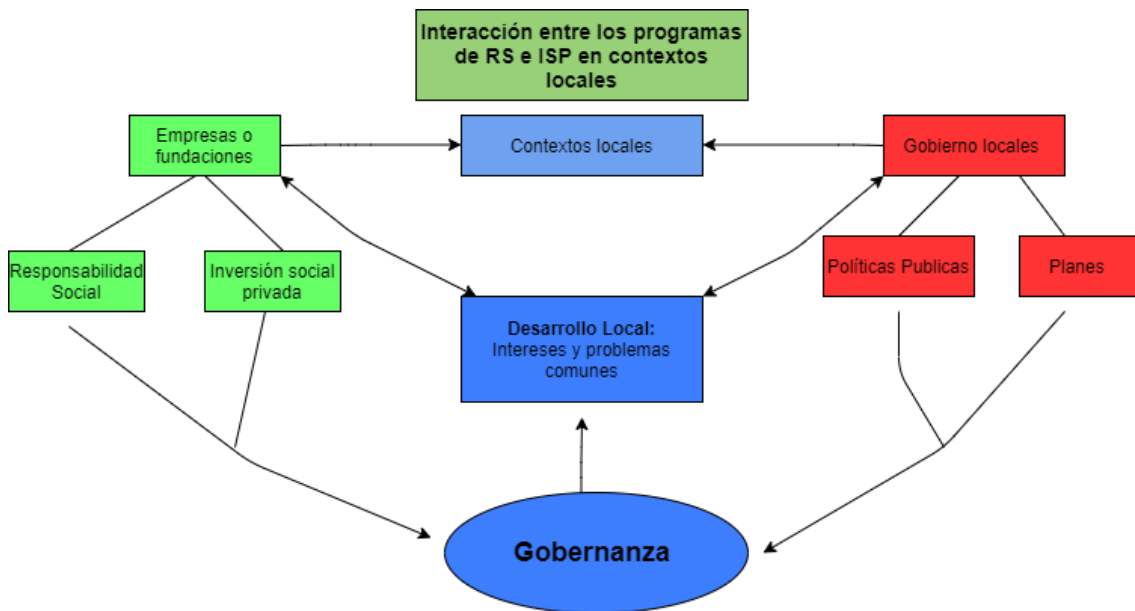 Interacción entre los programas
de RS e ISP en contextos
locales
Empresas o
fundaciones
Contextos locales
Gobierno locales
Responsabilidad
Social
Inversión social
privada
Políticas Publicas
Planes
Desarrollo Local:
Intereses y problemas
comunes
Gobernanza